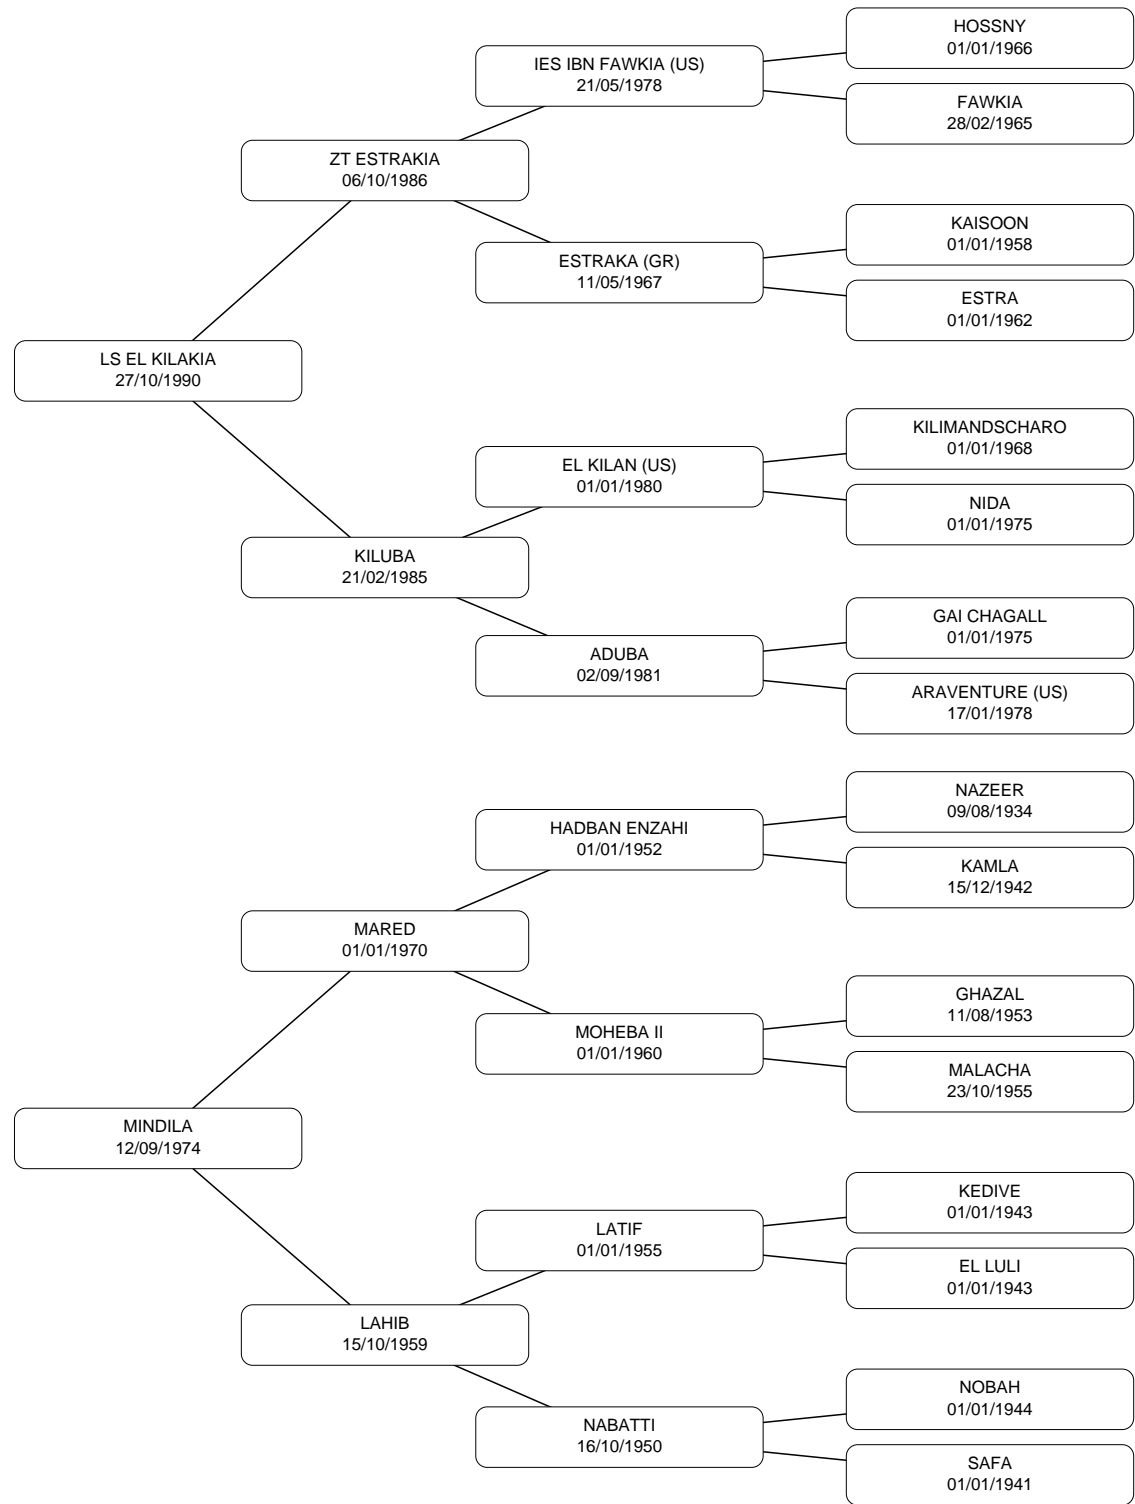 HOSSNY
01/01/1966
IES IBN FAWKIA (US)
21/05/1978
FAWKIA
28/02/1965
ZT ESTRAKIA
06/10/1986
KAISOON
01/01/1958
ESTRAKA (GR)
11/05/1967
ESTRA
01/01/1962
LS EL KILAKIA
27/10/1990
KILIMANDSCHARO
01/01/1968
EL KILAN (US)
01/01/1980
NIDA
01/01/1975
KILUBA
21/02/1985
GAI CHAGALL
01/01/1975
ADUBA
02/09/1981
ARAVENTURE (US)
17/01/1978
NAZEER
09/08/1934
HADBAN ENZAHI
01/01/1952
KAMLA
15/12/1942
MARED
01/01/1970
GHAZAL
11/08/1953
MOHEBA II
01/01/1960
MALACHA
23/10/1955
MINDILA
12/09/1974
KEDIVE
01/01/1943
LATIF
01/01/1955
EL LULI
01/01/1943
LAHIB
15/10/1959
NOBAH
01/01/1944
NABATTI
16/10/1950
SAFA
01/01/1941